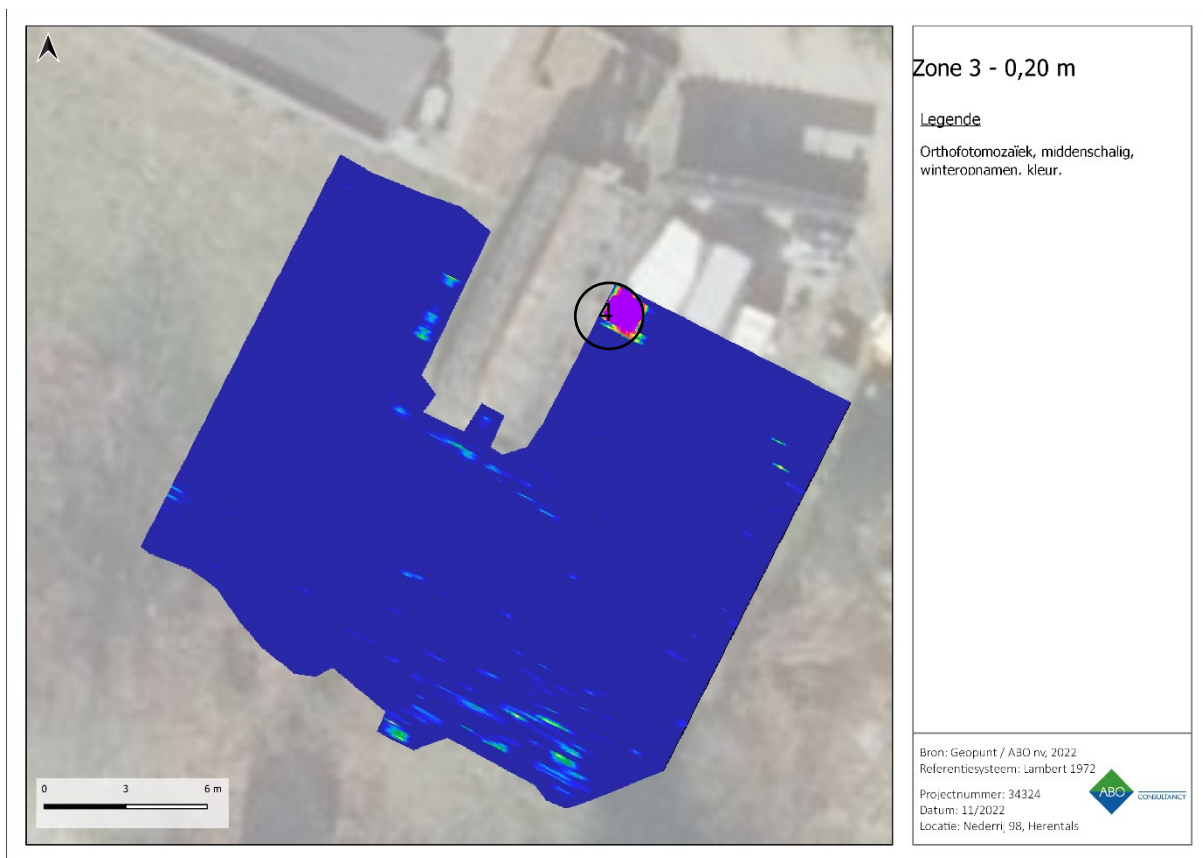 Zone 3 - 0,20 m
Legende
Orthofotomozaïek, middenschalig,
winteropnamen, kleur,
4
0 3 6 m
Bron: Geopunt / ABO nv, 2022
Referentiesysteem: Lambert 1972
Projectnummer: 34324
Datum: 11/2022
Locatie: Nederrij 98, Herentals
ABO CONSULTANCY